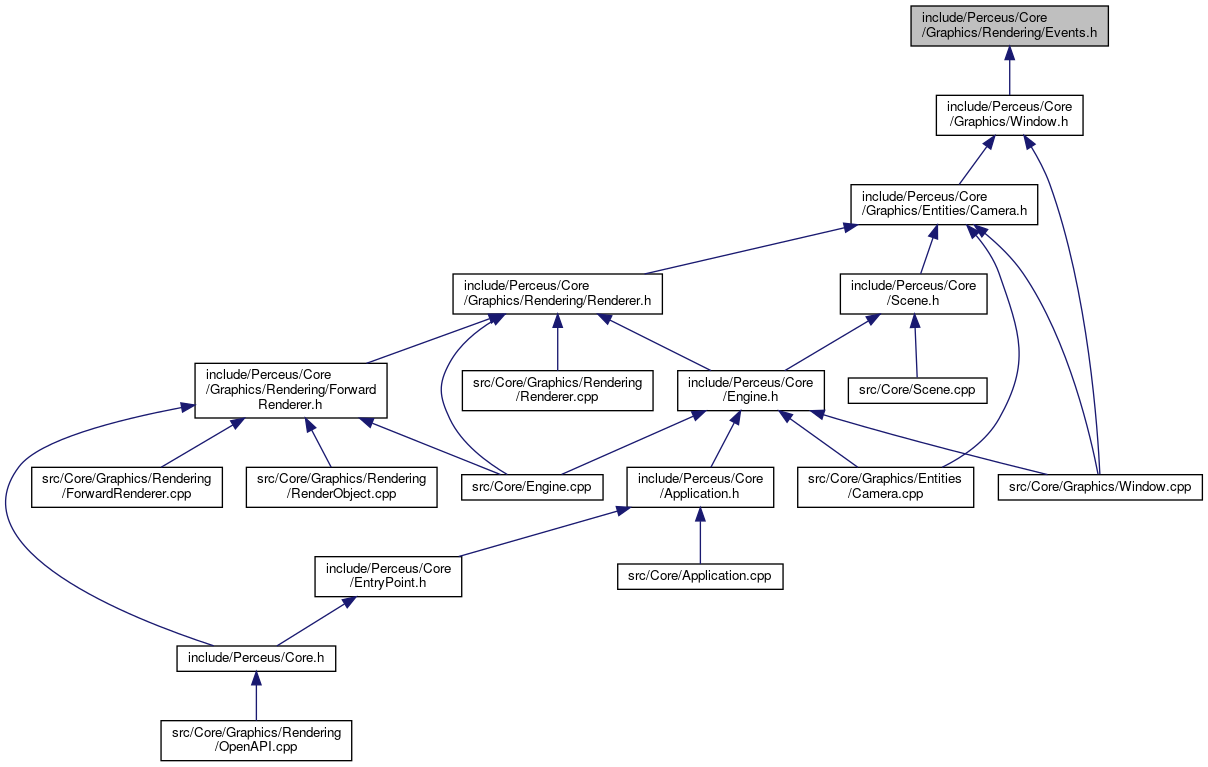 include/Perceus/Core
/Graphics/Rendering/Events.h
include/Perceus/Core
/Graphics/Window.h
include/Perceus/Core
/Graphics/Entities/Camera.h
include/Perceus/Core
/Graphics/Rendering/Renderer.h
include/Perceus/Core
/Scene.h
include/Perceus/Core
/Graphics/Rendering/Forward
Renderer.h
src/Core/Graphics/Rendering
/Renderer.cpp
include/Perceus/Core
/Engine.h
src/Core/Scene.cpp
src/Core/Graphics/Rendering
/ForwardRenderer.cpp
src/Core/Graphics/Rendering
/RenderObject.cpp
src/Core/Engine.cpp
include/Perceus/Core
/Application.h
src/Core/Graphics/Entities
/Camera.cpp
src/Core/Graphics/Window.cpp
include/Perceus/Core
/EntryPoint.h
src/Core/Application.cpp
include/Perceus/Core.h
src/Core/Graphics/Rendering
/OpenAPI.cpp